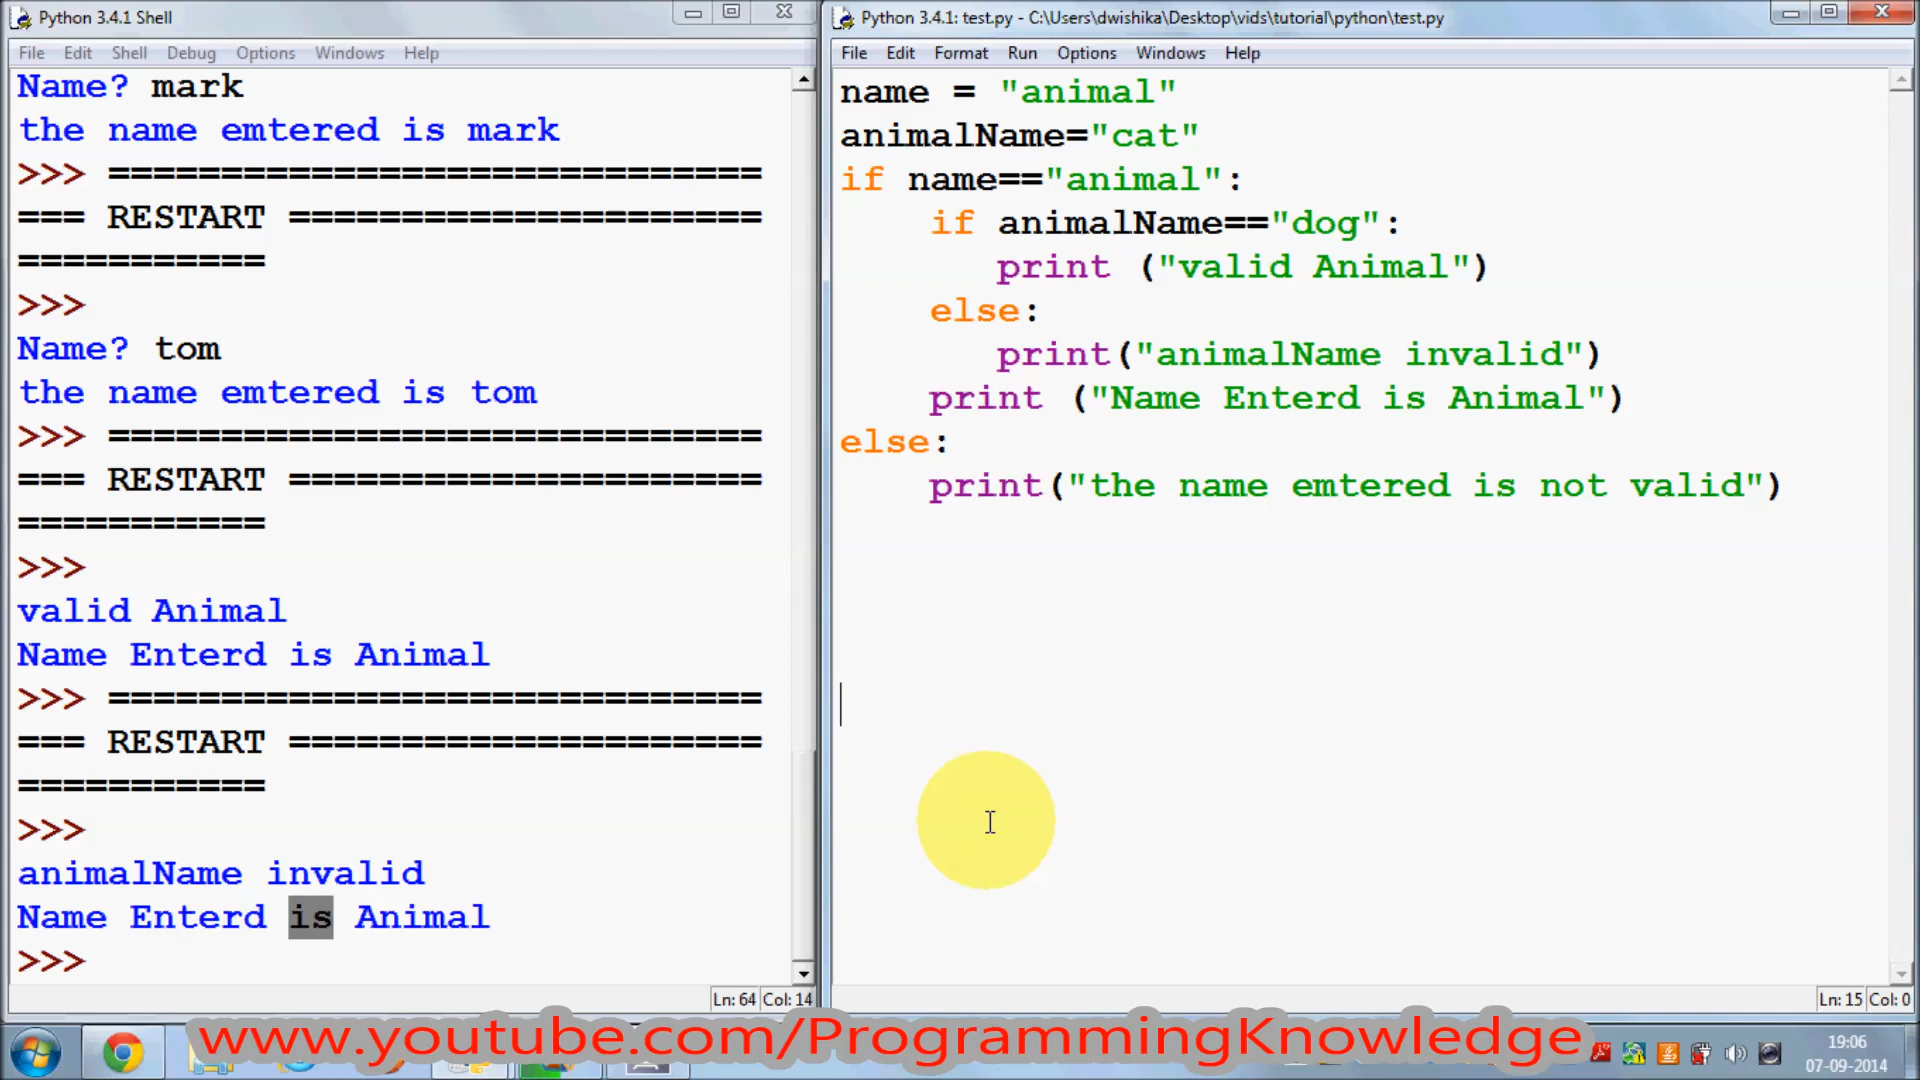 Python 3.4.1 Shell
File Edit Shell Debug Options Windows Help
Name? mark
the name emtered is mark
>>> =============================
=== RESTART =====================
===========
>>>
Name? tom
the name emtered is tom
>>> =============================
=== RESTART =====================
===========
>>>
valid Animal
Name Enterd is Animal
>>> =============================
=== RESTART =====================
===========
>>>
animalName invalid
Name Enterd is Animal
>>>
Ln: 64 Col: 14
Python 3.4.1: test.py - C:\Users\dwishika\Desktop\vids\tutorial\python\test.py
File Edit Format Run Options Windows Help
name = "animal"
animalName="cat"
if name=="animal":
if animalName=="dog":
print ("valid Animal")
else:
print("animalName invalid")
print ("Name Enterd is Animal")
else:
print("the name emtered is not valid")
Ln: 15 Col: 0
www.youtube.com/ProgrammingKnowledge
19:06
07-09-2014